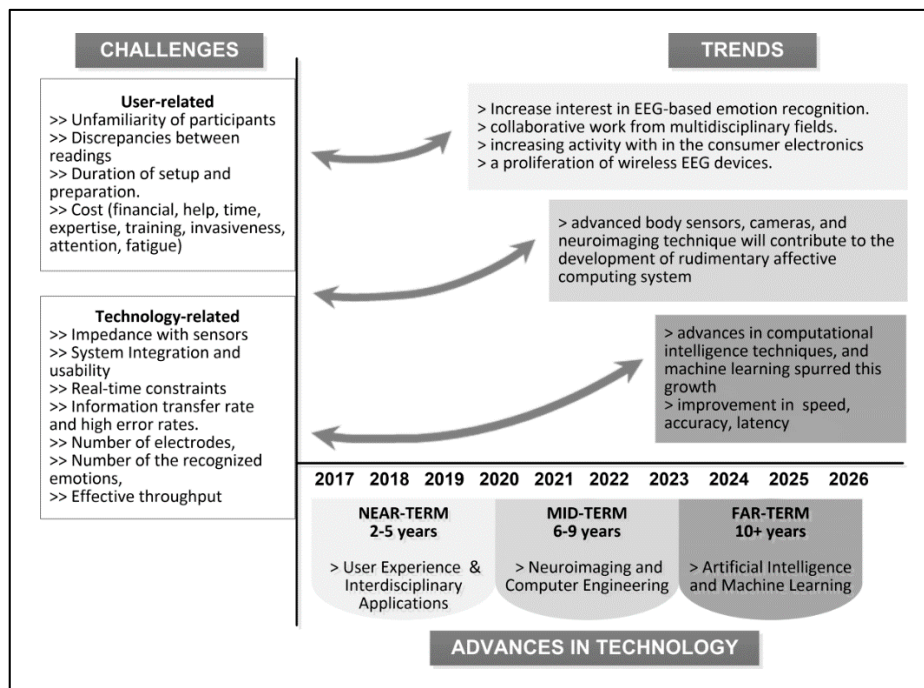 CHALLENGES
User-related
>> Unfamiliarity of participants
>> Discrepancies between
readings
>> Duration of setup and
preparation.
>> Cost (financial, help, time,
expertise, training, invasiveness,
attention, fatigue)
Technology-related
>> Impedance with sensors
>> System Integration and
usability
>> Real-time constraints
>> Information transfer rate
and high error rates.
>> Number of electrodes,
>> Number of the recognized
emotions,
>> Effective throughput
TRENDS
> Increase interest in EEG-based emotion recognition.
> collaborative work from multidisciplinary fields.
> increasing activity with in the consumer electronics
> a proliferation of wireless EEG devices.
> advanced body sensors, cameras, and
neuroimaging technique will contribute to the
development of rudimentary affective
computing system
> advances in computational
intelligence techniques, and
machine learning spurred this
growth
> improvement in speed,
accuracy, latency
2017 2018 2019 2020 2021 2022 2023 2024 2025 2026
NEAR-TERM
2-5 years
> User Experience &
Interdisciplinary
Applications
MID-TERM
6-9 years
> Neuroimaging and
Computer Engineering
FAR-TERM
10+ years
> Artificial Intelligence
and Machine Learning
ADVANCES IN TECHNOLOGY